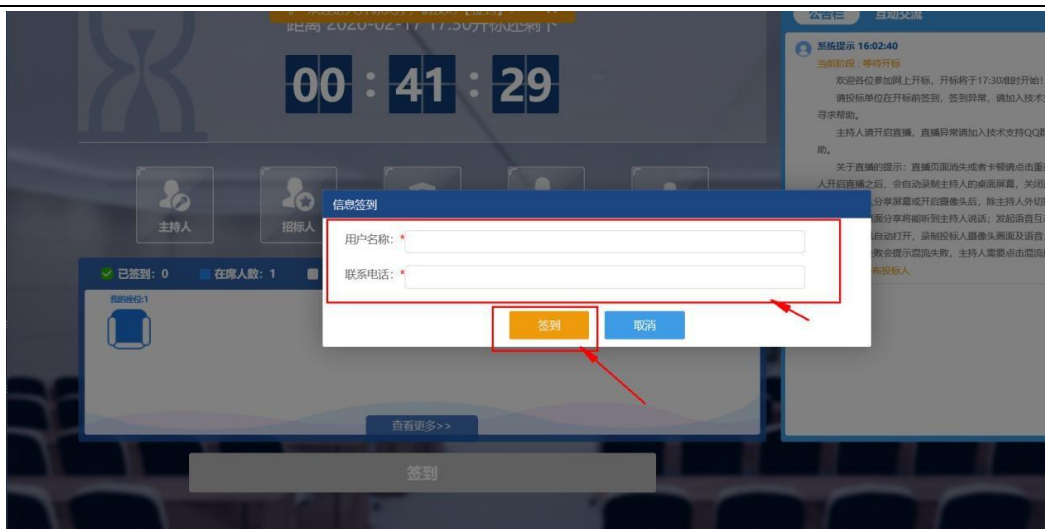 距离 2020-02-17 17:30开标还剩下
00 : 41 : 29
主持人
招标人
已签到: 0
在席人数: 1
我的座位:1
查看更多>>
签到
信息签到
用户名称: *
联系电话: *
签到
取消
公告栏
互动交流
系统提示 16:02:40
当前阶段 : 等待开标
欢迎各位参加网上开标，开标将于17:30准时开始!
请投标单位在开标前签到，签到异常，请加入技术
寻求帮助。
主持人请开启直播，直播异常请加入技术支持QQ群
助。
关于直播的提示: 直播页面消失或者卡顿请点击重
人开启直播之后，会自动录制主持人的桌面屏幕，关闭
分享屏幕或开启摄像头后，除主持人外切
面分享将能听到主持人说话; 发起语音互
自动打开，录制投标人摄像头画面及语音，
败会提示混流失败，主持人需要点击混流
布投标人